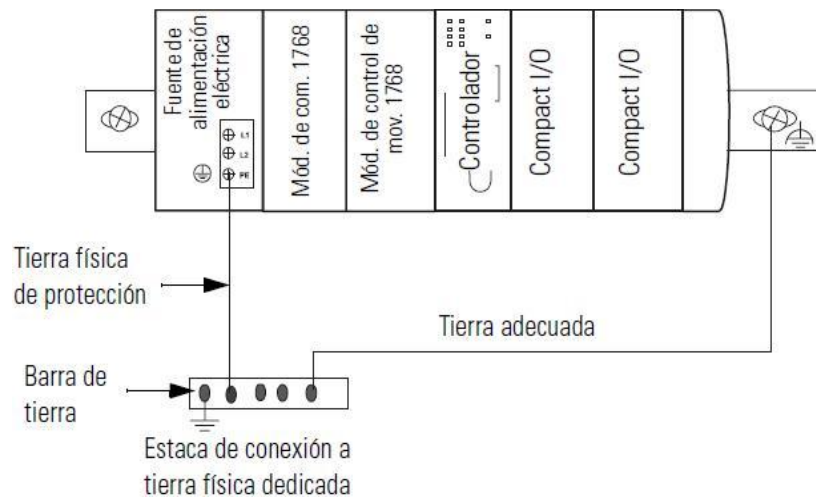 Fuente de
alimentación
eléctrica
L1
L2
PE
Mód. de com. 1768
Mód. de control de
mov. 1768
Controlador
Compact I/O
Compact I/O
Tierra física
de protección
Tierra adecuada
Barra de
tierra
Estaca de conexión a
tierra física dedicada